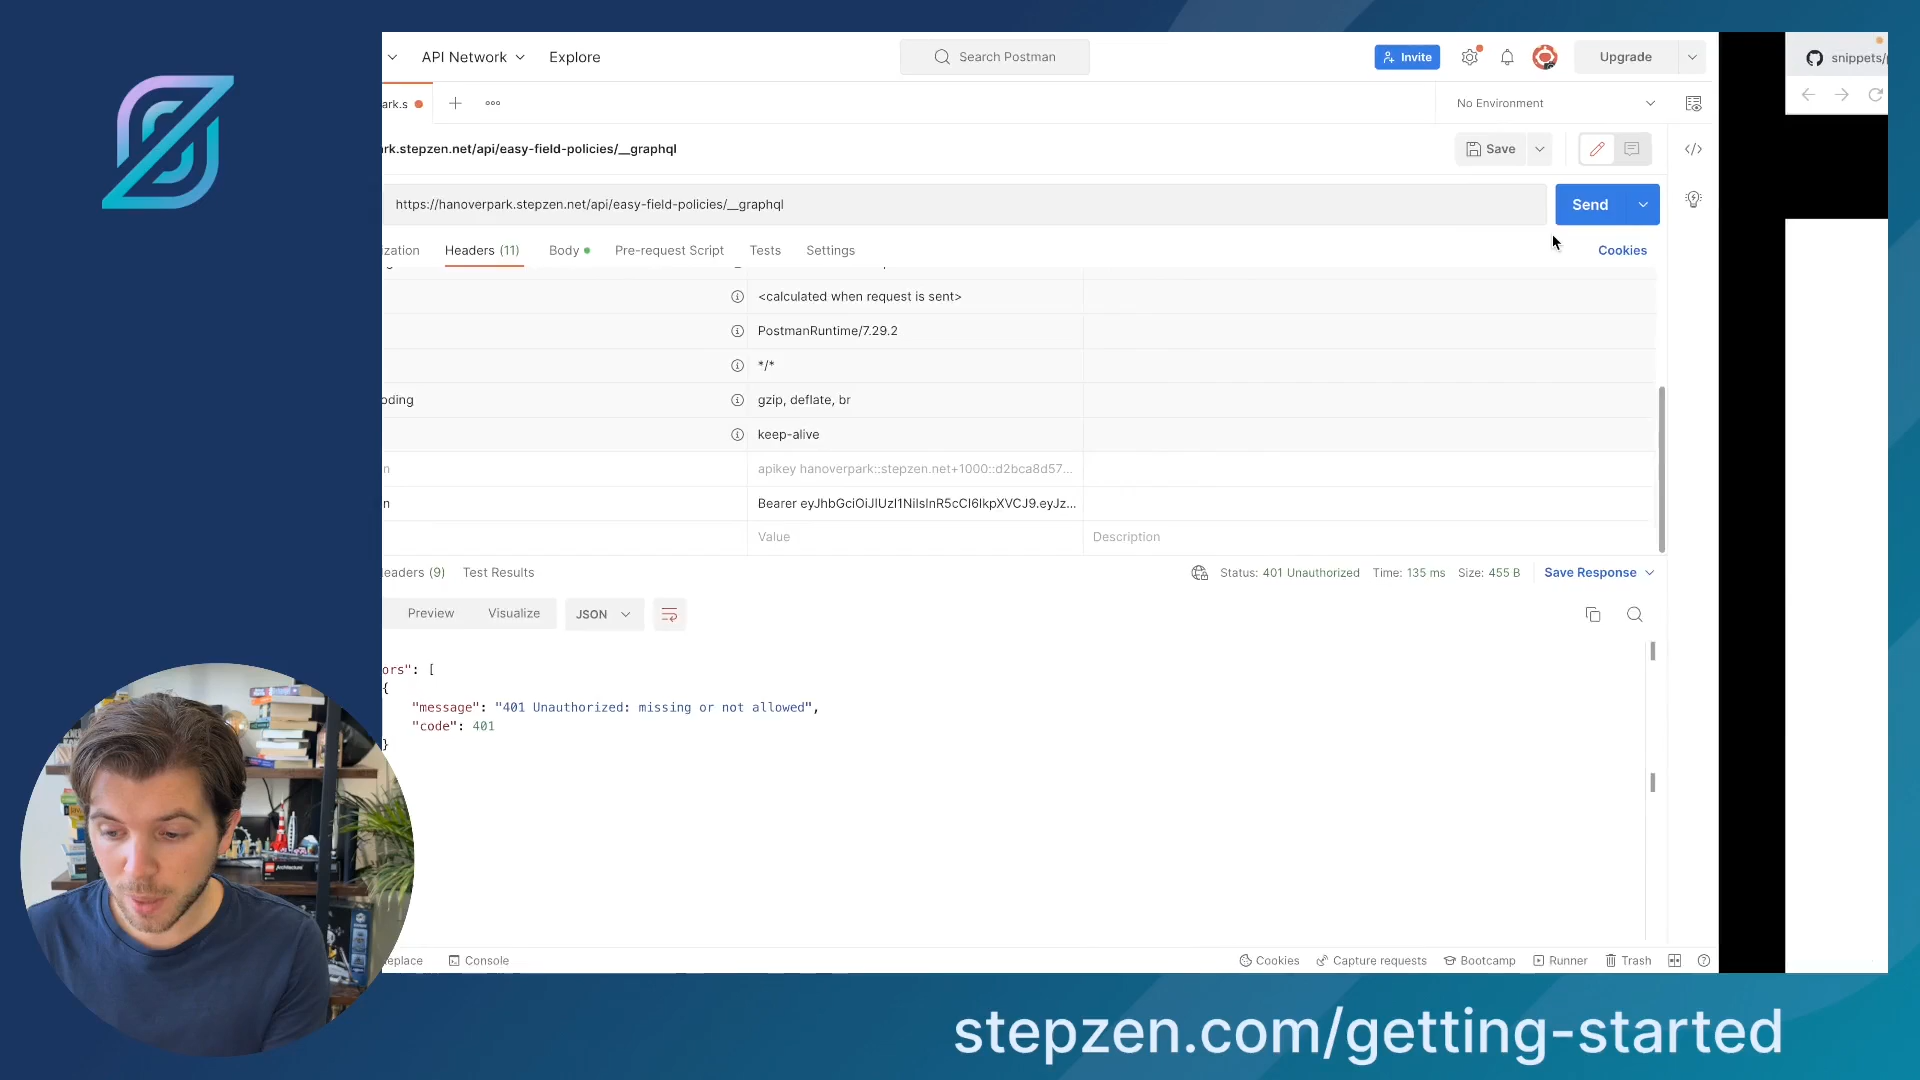 API Network
Explore
Search Postman
Invite
Upgrade
snippets/
ark.s
No Environment
rk.stepzen.net/api/easy-field-policies/__graphql
Save
https://hanoverpark.stepzen.net/api/easy-field-policies/__graphql
Send
zation
Headers (11)
Body
Pre-request Script
Tests
Settings
Cookies
<calculated when request is sent>
PostmanRuntime/7.29.2
*/*
oding
gzip, deflate, br
keep-alive
n
apikey hanoverpark::stepzen.net+1000::d2bca8d57...
n
Bearer eyJhbGciOiJIUzI1NiIsInR5cCI6IkpXVCJ9.eyJz...
Value
Description
eaders (9)
Test Results
Status: 401 Unauthorized
Time: 135 ms
Size: 455 B
Save Response
Preview
Visualize
JSON
ors": [
{
"message": "401 Unauthorized: missing or not allowed",
"code": 401
}
eplace
Console
Cookies
Capture requests
Bootcamp
Runner
Trash
stepzen.com/getting-started